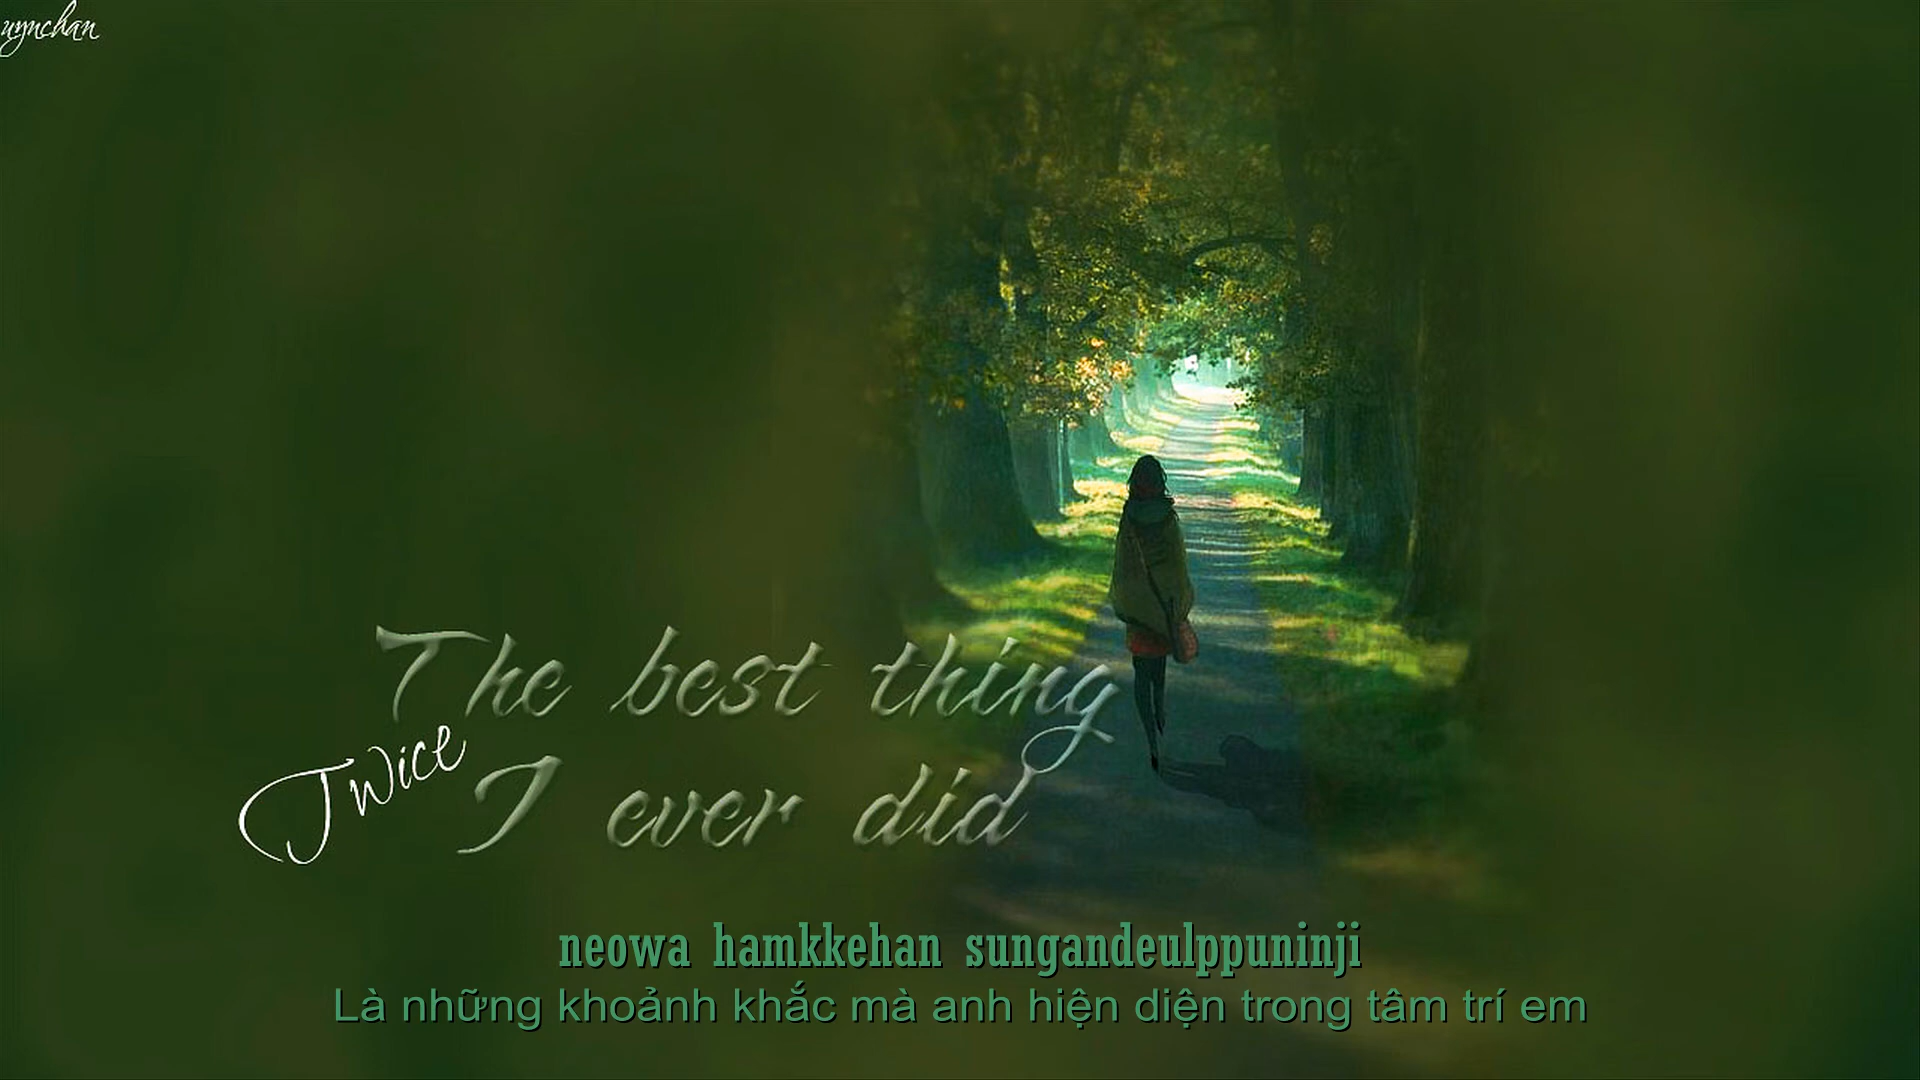 uynchan
The best thing
Twice
I ever did
neowa hamkkehan sungandeulppuninji
Là những khoảnh khắc mà anh hiện diện trong tâm trí em